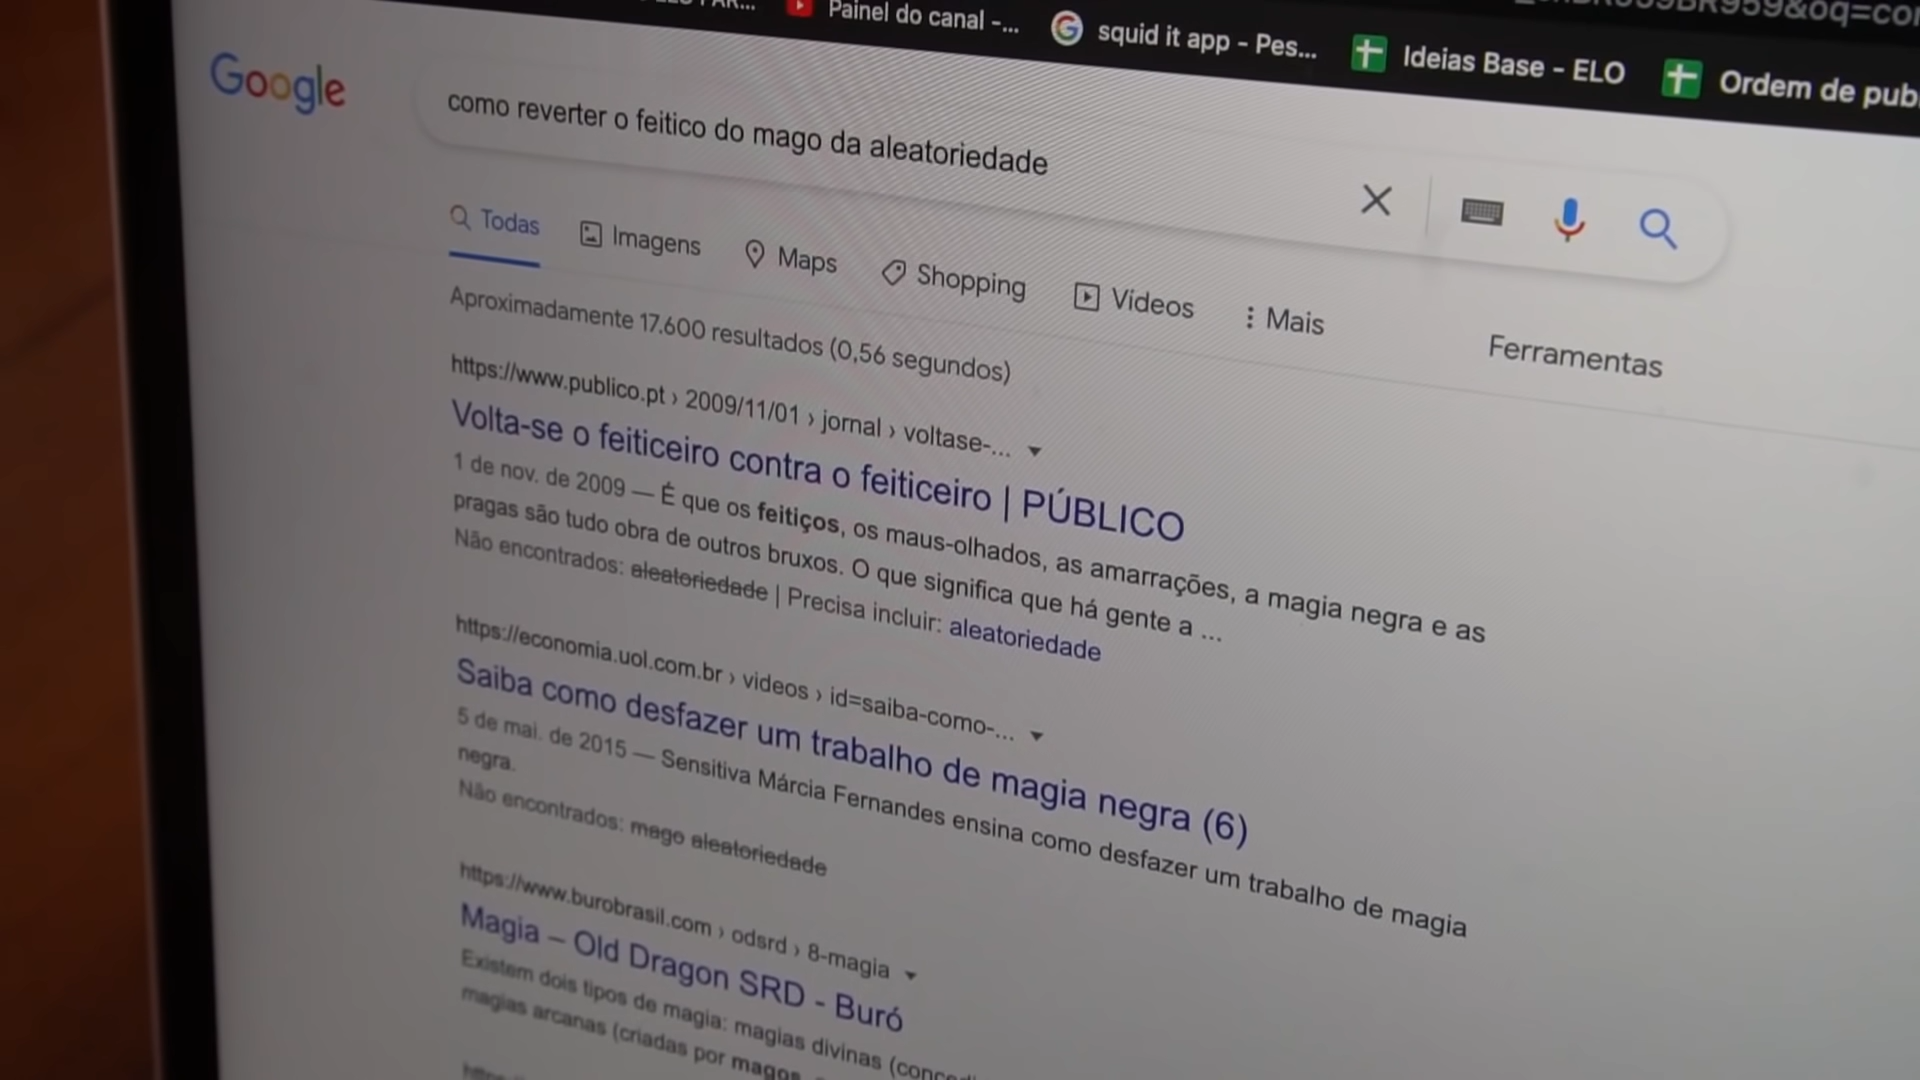 Painel do canal -...
squid it app - Pes...
Ideias Base - ELO
Ordem de pub
Google
como reverter o feitico do mago da aleatoriedade
Todas
Imagens
Maps
Shopping
Vídeos
Mais
Ferramentas
Aproximadamente 17.600 resultados (0,56 segundos)
https://www.publico.pt › 2009/11/01 › jornal › voltase-...
Volta-se o feiticeiro contra o feiticeiro | PÚBLICO
1 de nov. de 2009 — É que os feitiços, os maus-olhados, as amarrações, a magia negra e as
pragas são tudo obra de outros bruxos. O que significa que há gente a ...
Não encontrados: aleatoriedade | Precisa incluir: aleatoriedade
https://economia.uol.com.br › videos › id=saiba-como-...
Saiba como desfazer um trabalho de magia negra (6)
5 de mai. de 2015 — Sensitiva Márcia Fernandes ensina como desfazer um trabalho de magia
negra.
Não encontrados: mago aleatoriedade
https://www.burobrasil.com › odsrd › 8-magia
Magia – Old Dragon SRD - Buró
Existem dois tipos de magia: magias divinas
magias arcanas (criadas por magos